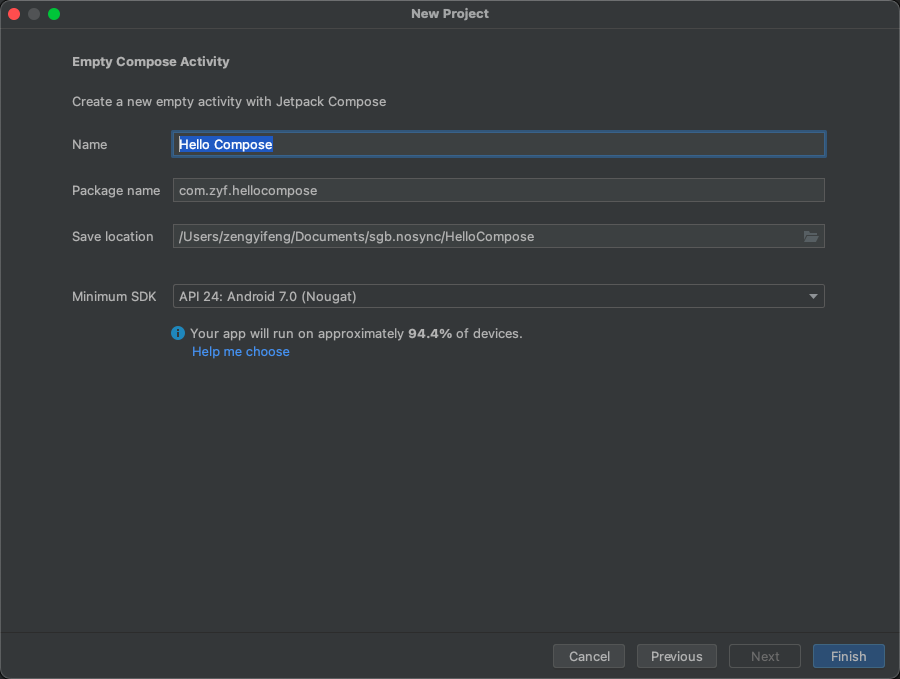 New Project
Empty Compose Activity
Create a new empty activity with Jetpack Compose
Name Hello Compose
Package name com.zyf.hellocompose
Save location /Users/zengyifeng/Documents/sgb.nosync/HelloCompose
Minimum SDK API 24: Android 7.0 (Nougat)
Your app will run on approximately 94.4% of devices.
Help me choose
Cancel Previous Next Finish